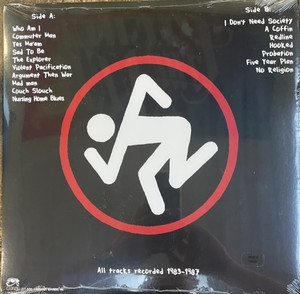 Side A:
Who Am I
Commuter Man
Yes Ma'am
Sad To Be
The Explorer
Violent Pacification
Argument Then War
Mad man
Couch Slouch
Nursing Home Blues
Side B:
I Don't Need Society
A Coffin
Redline
Hooked
Probation
Five Year Plan
No Religion
All tracks recorded 1983-1987